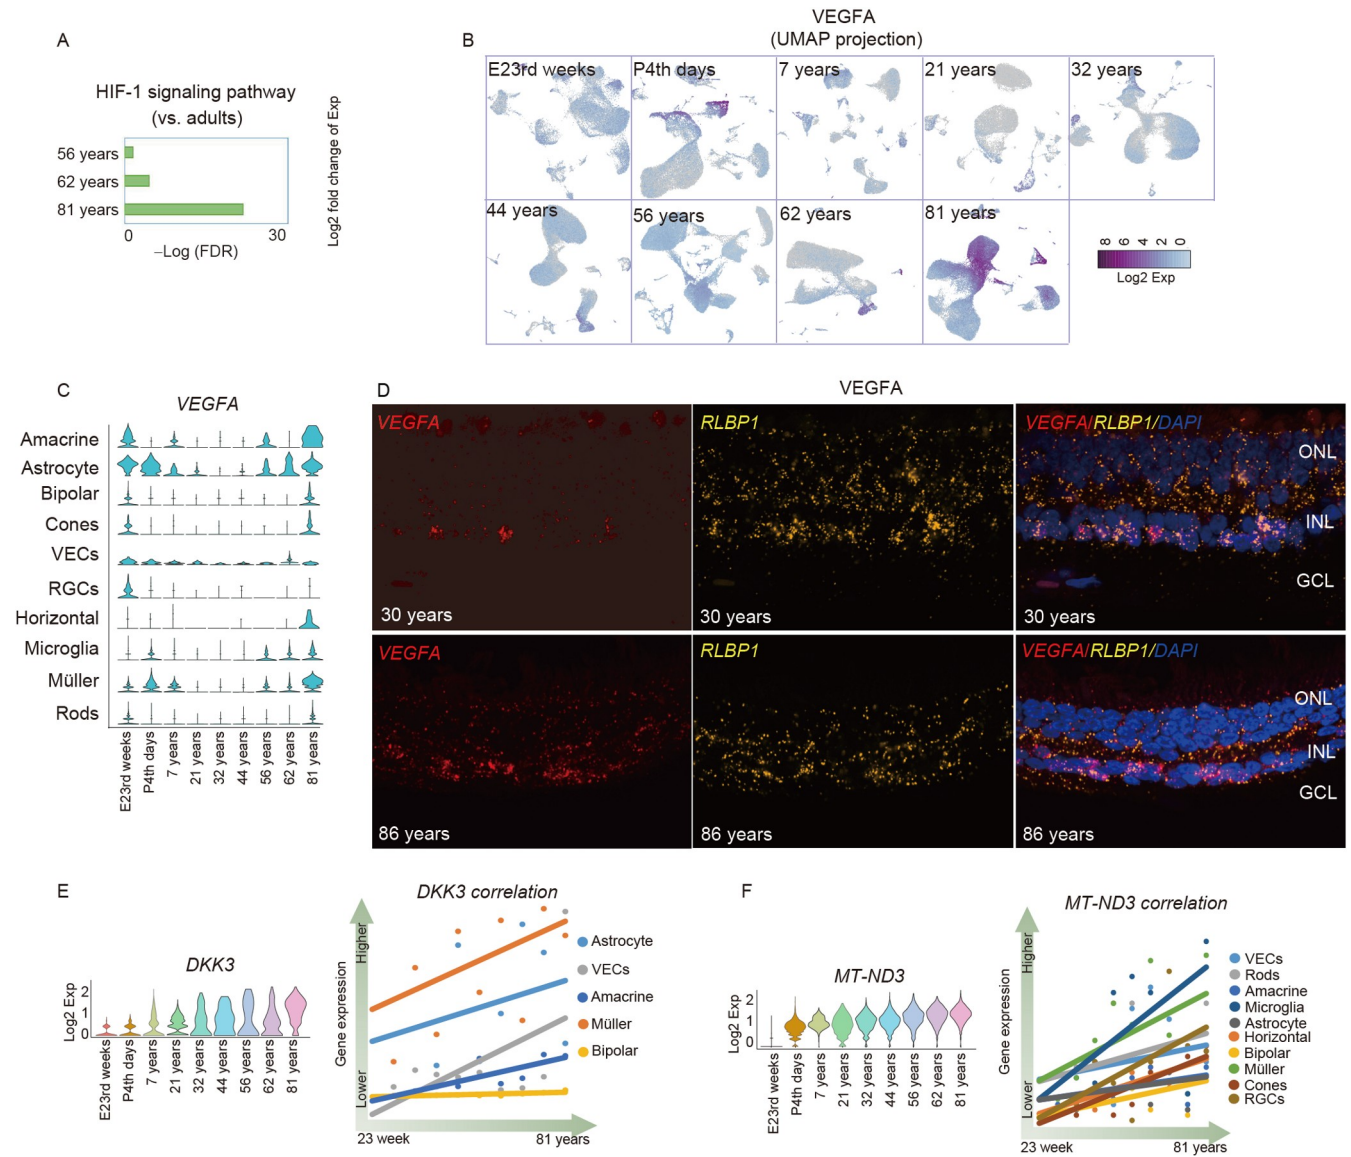 A
HIF-1 signaling pathway
(vs. adults)
56 years
62 years
81 years
0
30
–Log (FDR)
Log2 fold change of Exp
B
VEGFA
(UMAP projection)
E23rd weeks
P4th days
7 years
21 years
32 years
44 years
56 years
62 years
81 years
8 6 4 2 0
Log2 Exp
C
VEGFA
Amacrine
Astrocyte
Bipolar
Cones
VECs
RGCs
Horizontal
Microglia
Müller
Rods
E23rd weeks
P4th days
7 years
21 years
32 years
44 years
56 years
62 years
81 years
D
VEGFA
VEGFA
30 years
RLBP1
30 years
VEGFA/RLBP1/DAPI
ONL
INL
GCL
30 years
VEGFA
86 years
RLBP1
86 years
VEGFA/RLBP1/DAPI
ONL
INL
GCL
86 years
E
DKK3
Log2 Exp
2
1
0
E23rd weeks
P4th days
7 years
21 years
32 years
44 years
56 years
62 years
81 years
DKK3 correlation
Gene expression
Higher
Lower
23 week
81 years
Astrocyte
VECs
Amacrine
Müller
Bipolar
F
MT-ND3
Log2 Exp
2
1
0
E23rd weeks
P4th day
7 years
21 years
32 years
44 years
56 years
62 years
81 years
MT-ND3 correlation
Gene expression
Higher
Lower
23 week
81 years
VECs
Rods
Amacrine
Microglia
Astrocyte
Horizontal
Bipolar
Müller
Cones
RGCs